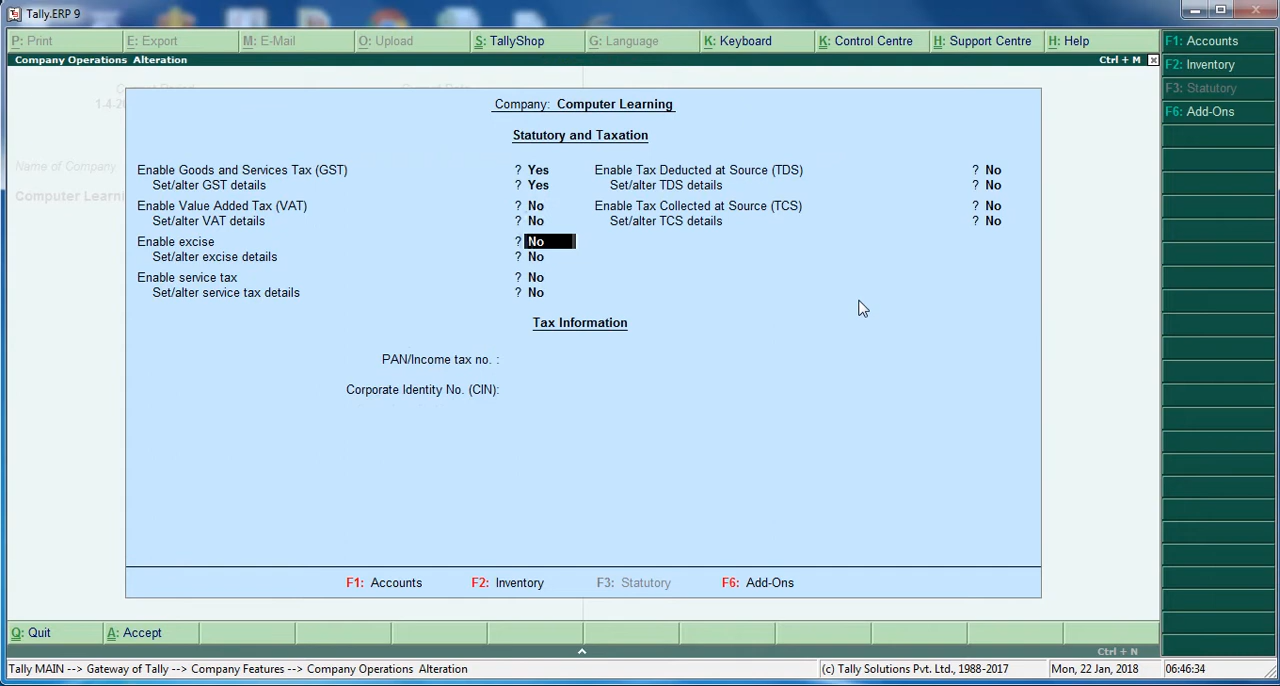 Tally.ERP 9
P: Print E: Export M: E-Mail O: Upload S: TallyShop G: Language K: Keyboard K: Control Centre H: Support Centre H: Help
Company Operations Alteration Ctrl + M
Company: Computer Learning
Statutory and Taxation
Enable Goods and Services Tax (GST) ? Yes Enable Tax Deducted at Source (TDS) ? No
Set/alter GST details ? Yes Set/alter TDS details ? No
Enable Value Added Tax (VAT) ? No Enable Tax Collected at Source (TCS) ? No
Set/alter VAT details ? No Set/alter TCS details ? No
Enable excise ? No
Set/alter excise details ? No
Enable service tax ? No
Set/alter service tax details ? No
Tax Information
PAN/Income tax no. :
Corporate Identity No. (CIN):
F1: Accounts F2: Inventory F3: Statutory F6: Add-Ons
Name of Company
Computer Learni
F1: Accounts
F2: Inventory
F3: Statutory
F6: Add-Ons
Q: Quit A: Accept
Ctrl + N
Tally MAIN --> Gateway of Tally --> Company Features --> Company Operations Alteration (c) Tally Solutions Pvt. Ltd., 1988-2017 Mon, 22 Jan, 2018 06:46:34